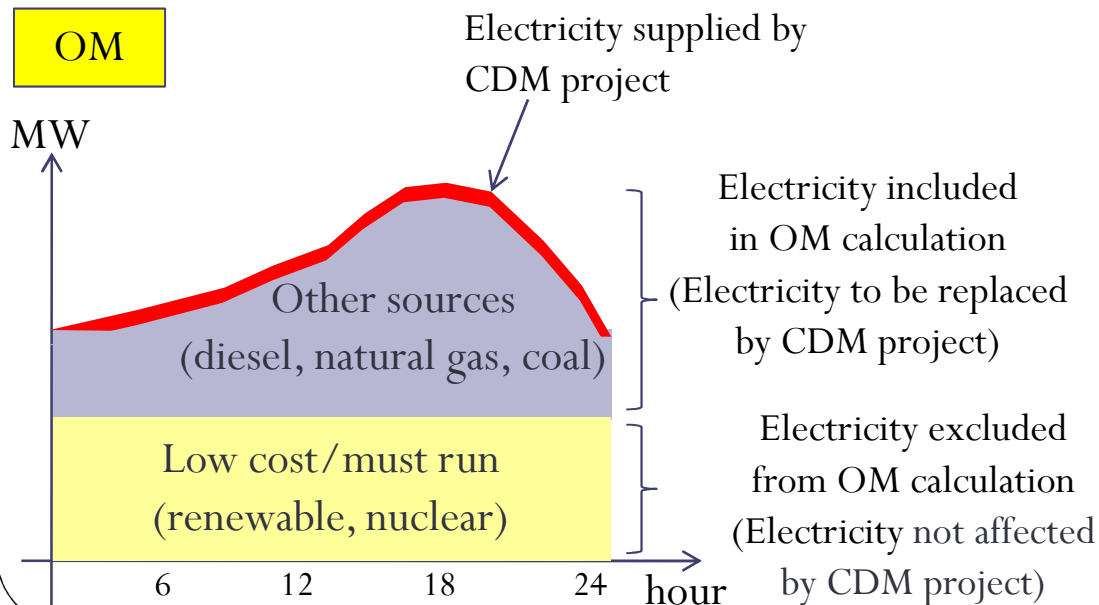 OM
Electricity supplied by
CDM project
MW
Electricity included
in OM calculation
(Electricity to be replaced
by CDM project)
Other sources
(diesel, natural gas, coal)
Low cost/must run
(renewable, nuclear)
Electricity excluded
from OM calculation
(Electricity not affected
by CDM project)
6 12 18 24 hour